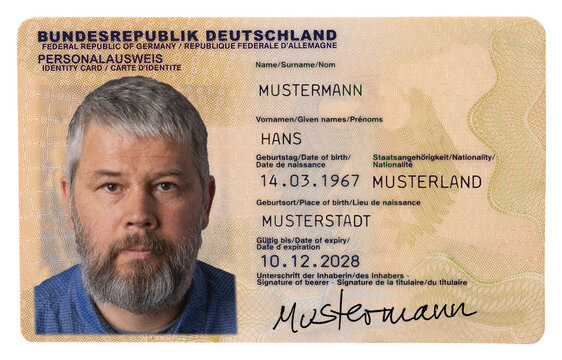 BUNDESREPUBLIK DEUTSCHLAND
FEDERAL REPUBLIC OF GERMANY / REPUBLIQUE FEDERALE D'ALLEMAGNE
PERSONALAUSWEIS
IDENTITY CARD / CARTE D'IDENTITE
Name/Surname/Nom
MUSTERMANN
Vornamen/Given names/Prénoms
HANS
Geburtstag/Date of birth/
Date de naissance
Staatsangehörigkeit/Nationality/
Nationalité
14.03.1967 MUSTERLAND
Geburtsort/Place of birth/Lieu de naissance
MUSTERSTADT
Gültig bis/Date of expiry/
Date d'expiration
10.12.2028
Unterschrift der Inhaberin/des Inhabers -
Signature of bearer - Signature de la titulaire/du titulaire
Mustermann